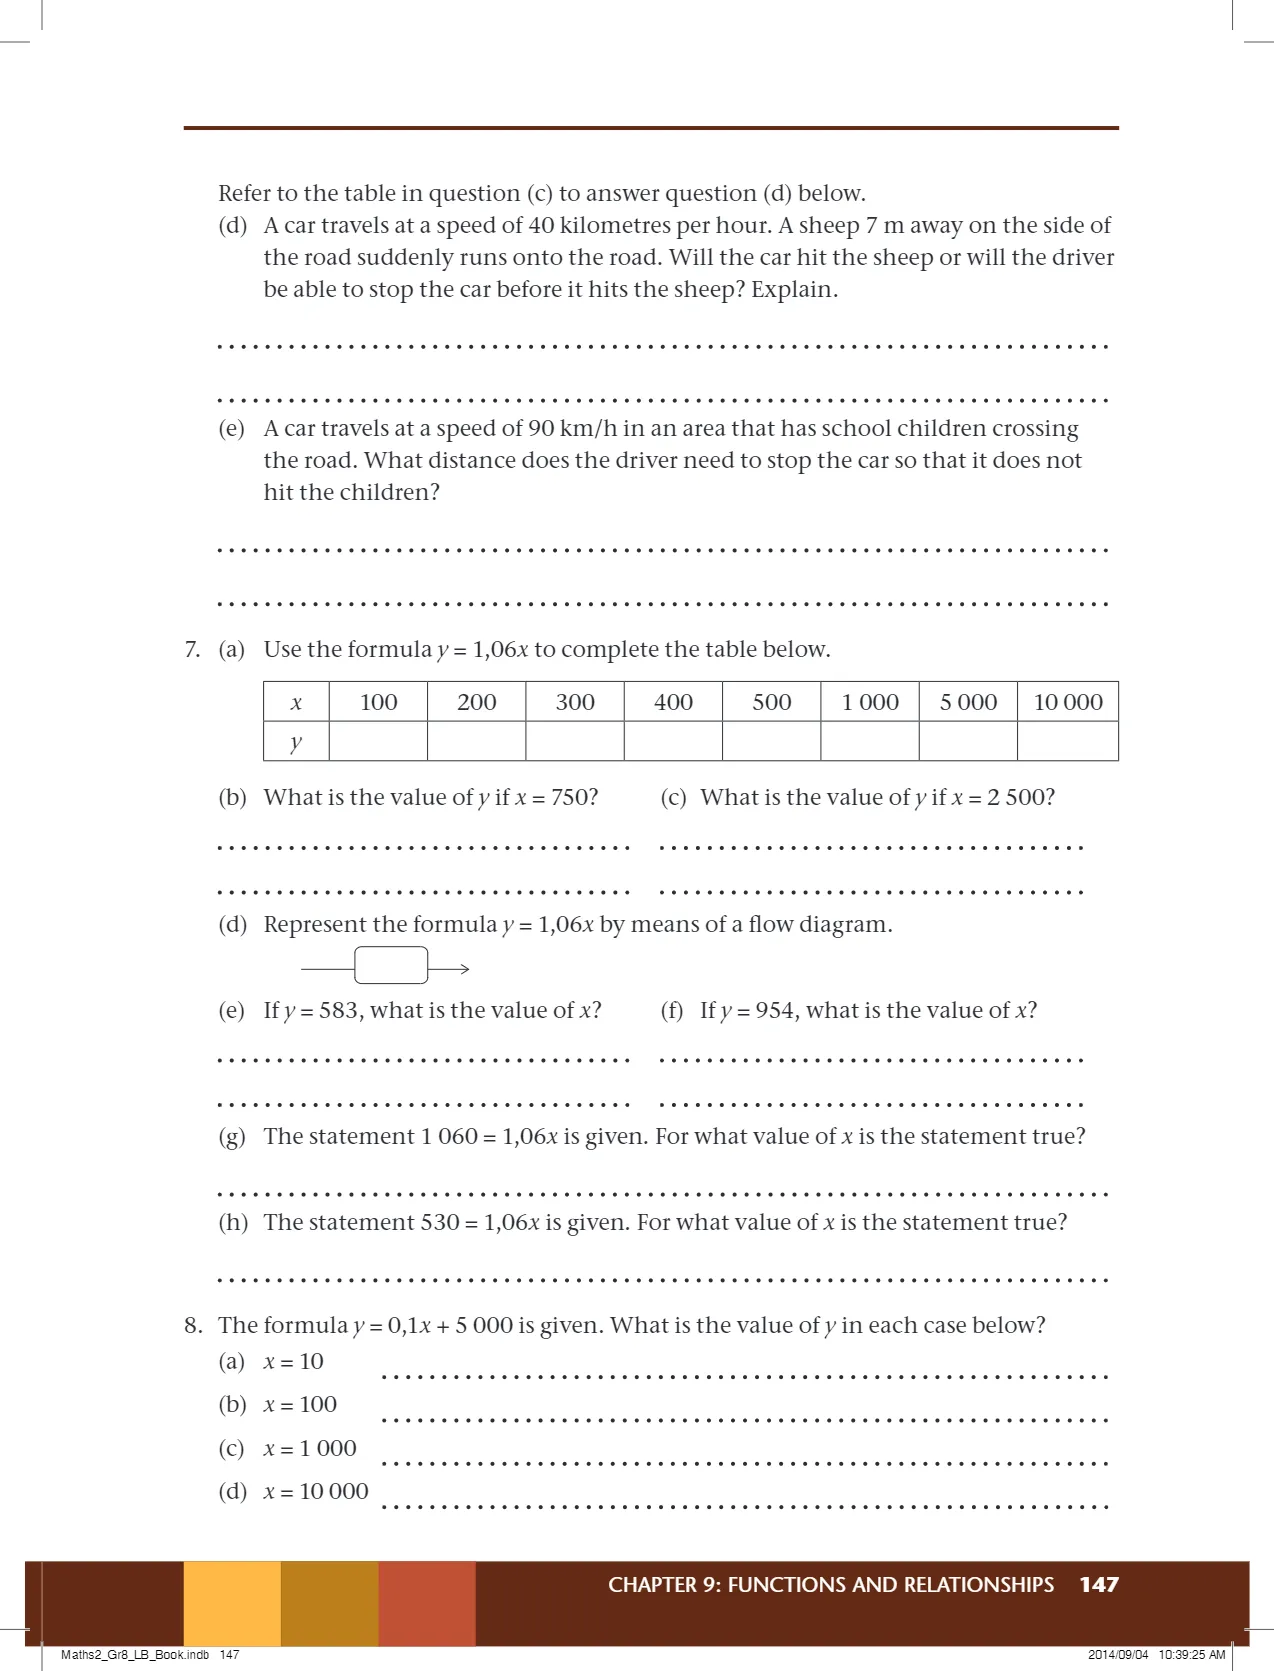 Refer to the table in question (c) to answer question (d) below.
(d) A car travels at a speed of 40 kilometres per hour. A sheep 7 m away on the side of
the road suddenly runs onto the road. Will the car hit the sheep or will the driver
be able to stop the car before it hits the sheep? Explain.
(e) A car travels at a speed of 90 km/h in an area that has school children crossing
the road. What distance does the driver need to stop the car so that it does not
hit the children?
7. (a) Use the formula y = 1,06x to complete the table below.
x 100 200 300 400 500 1 000 5 000 10 000
y
(b) What is the value of y if x = 750? (c) What is the value of y if x = 2 500?
(d) Represent the formula y = 1,06x by means of a flow diagram.
(e) If y = 583, what is the value of x? (f) If y = 954, what is the value of x?
(g) The statement 1 060 = 1,06x is given. For what value of x is the statement true?
(h) The statement 530 = 1,06x is given. For what value of x is the statement true?
8. The formula y = 0,1x + 5 000 is given. What is the value of y in each case below?
(a) x = 10
(b) x = 100
(c) x = 1 000
(d) x = 10 000
CHAPTER 9: FUNCTIONS AND RELATIONSHIPS 147
Maths2_Gr8_LB_Book.indb 147 2014/09/04 10:39:25 AM